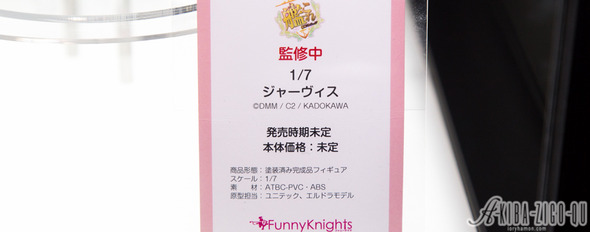 監修中
1/7
ジャーヴィス
©DMM / C2 / KADOKAWA
発売時期未定
本体価格：未定
商品形態：塗装済み完成品フィギュア
スケール：1/7
素　　材：ATBC-PVC・ABS
原型担当：ユニテック、エルドラモデル
FunnyKnights
AKIBA-ZIGO-QU
toryhamon.com